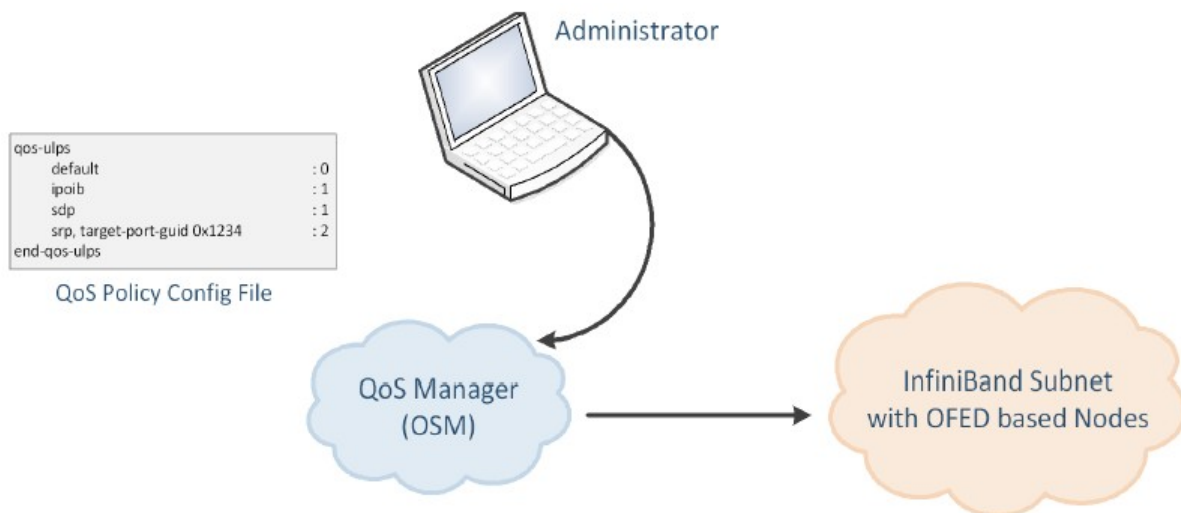 Administrator
qos-ulps
default : 0
ipoib : 1
sdp : 1
srp, target-port-guid 0x1234 : 2
end-qos-ulps
QoS Policy Config File
QoS Manager
(OSM)
InfiniBand Subnet
with OFED based Nodes